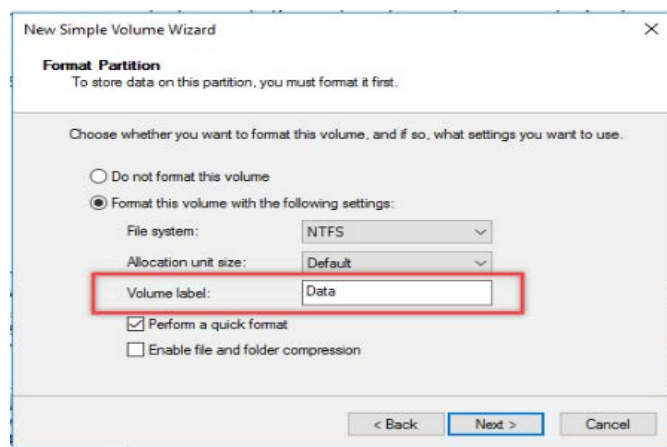 New Simple Volume Wizard
Format Partition
To store data on this partition, you must format it first.
Choose whether you want to format this volume, and if so, what settings you want to use.
Do not format this volume
Format this volume with the following settings:
File system: NTFS
Allocation unit size: Default
Volume label: Data
Perform a quick format
Enable file and folder compression
< Back Next > Cancel